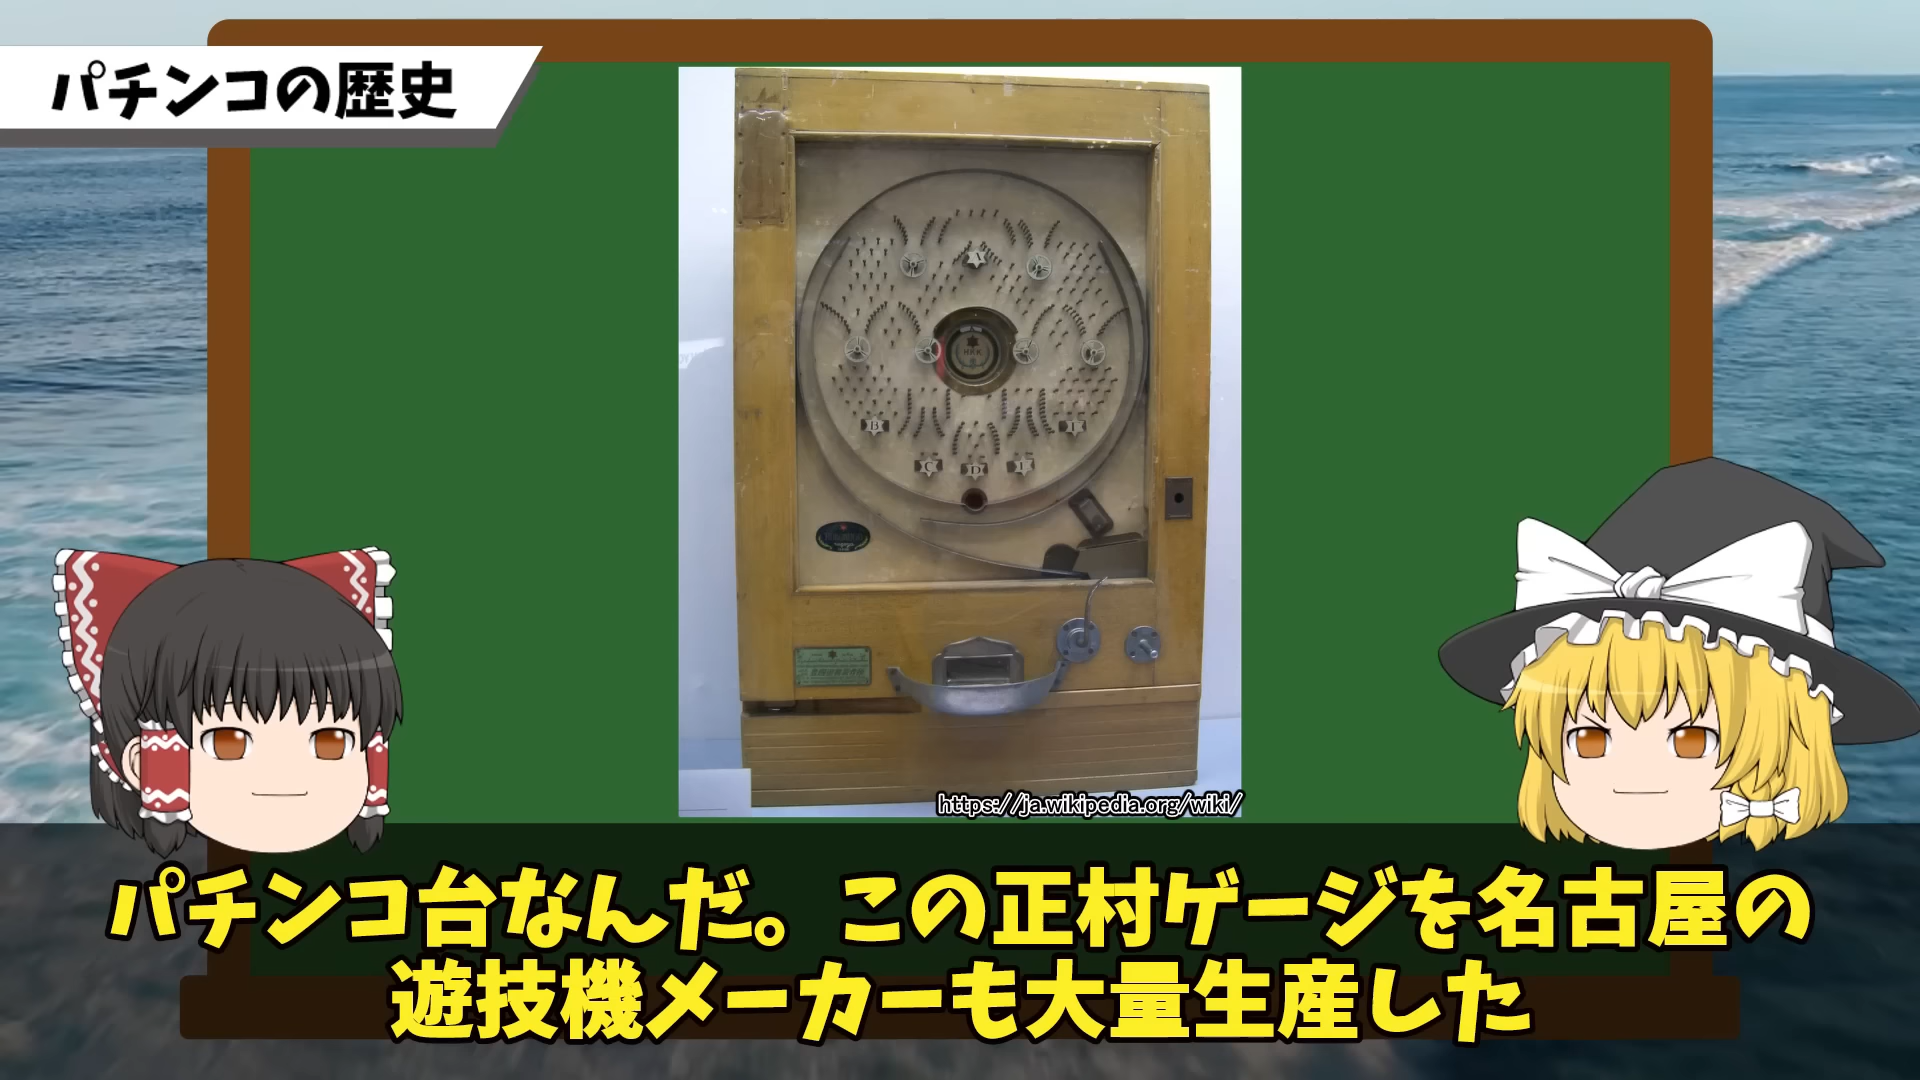 パチンコの歴史
A
B
C
D
https://ja.wikipedia.org/wiki/
パチンコ台なんだ。この正村ゲージを名古屋の
遊技機メーカーも大量生産した